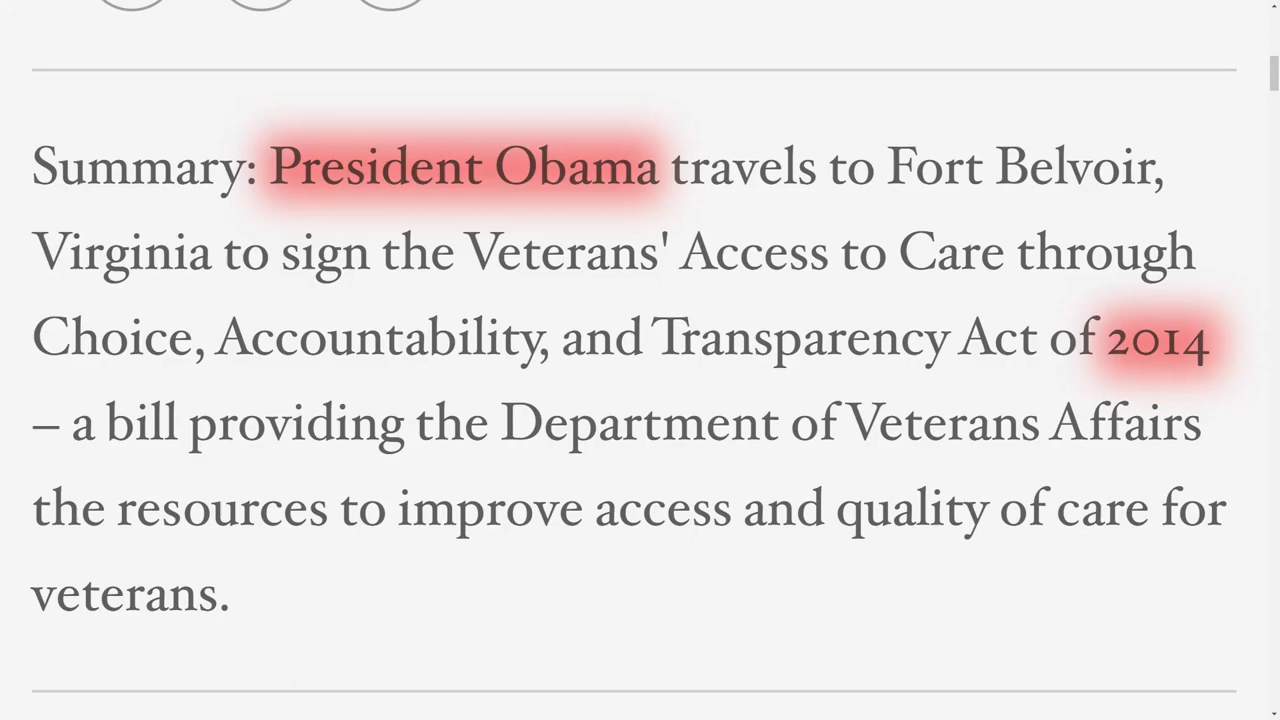 Summary: President Obama travels to Fort Belvoir,
Virginia to sign the Veterans' Access to Care through
Choice, Accountability, and Transparency Act of 2014
– a bill providing the Department of Veterans Affairs
the resources to improve access and quality of care for
veterans.